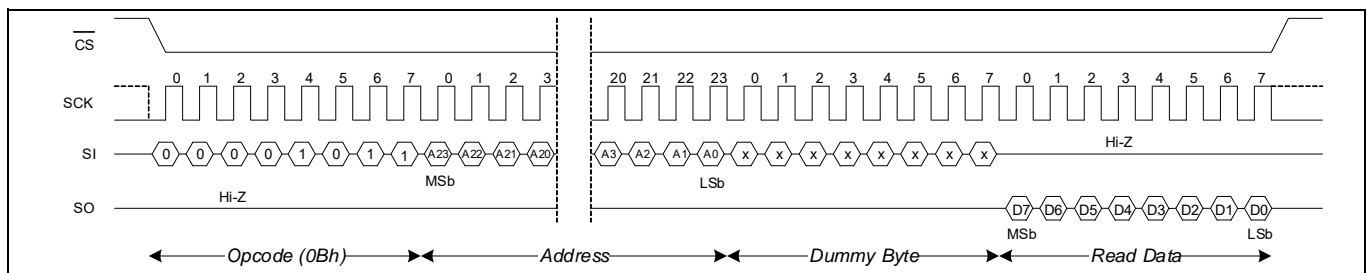 CS
0 1 2 3 4 5 6 7 0 1 2 3 20 21 22 23 0 1 2 3 4 5 6 7 0 1 2 3 4 5 6 7
SCK
Hi-Z
SI 0 0 0 0 1 0 1 1 A23 A22 A21 A20 A3 A2 A1 A0 x x x x x x x x
MSb LSb
Hi-Z
SO D7 D6 D5 D4 D3 D2 D1 D0
MSb LSb
Opcode (0Bh) Address Dummy Byte Read Data